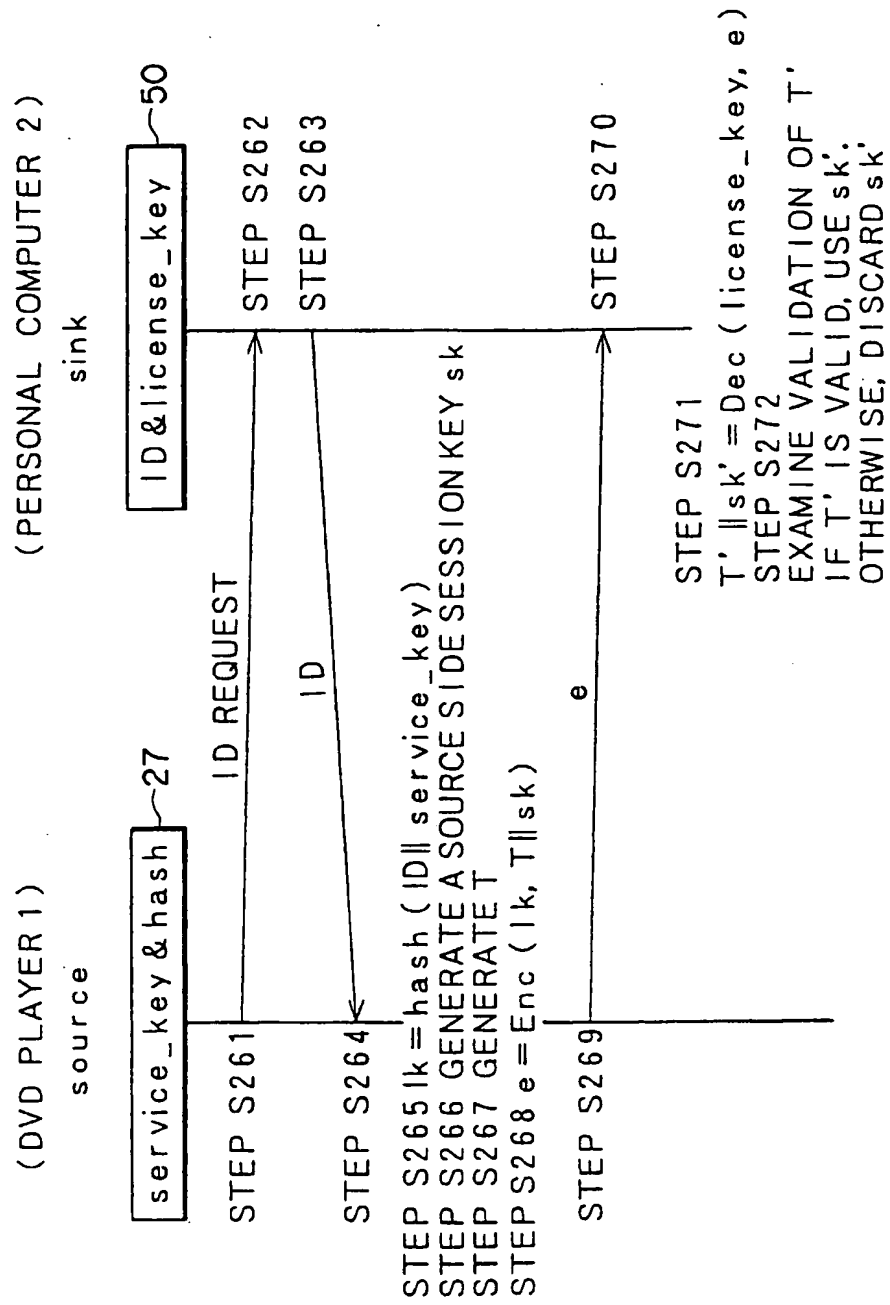 (DVD PLAYER 1)
source
service_key & hash
27
(PERSONAL COMPUTER 2)
sink
ID & license_key
50
STEP S261
ID REQUEST
STEP S262
STEP S263
ID
STEP S264
STEP S265 lk = hash (ID || service_key)
STEP S266 GENERATE A SOURCE SIDE SESSION KEY sk
STEP S267 GENERATE T
STEP S268 e = Enc (lk, T || sk)
STEP S269
e
STEP S270
STEP S271
T' || sk' = Dec (license_key, e)
STEP S272
EXAMINE VALIDATION OF T'
IF T' IS VALID, USE sk'.
OTHERWISE, DISCARD sk'